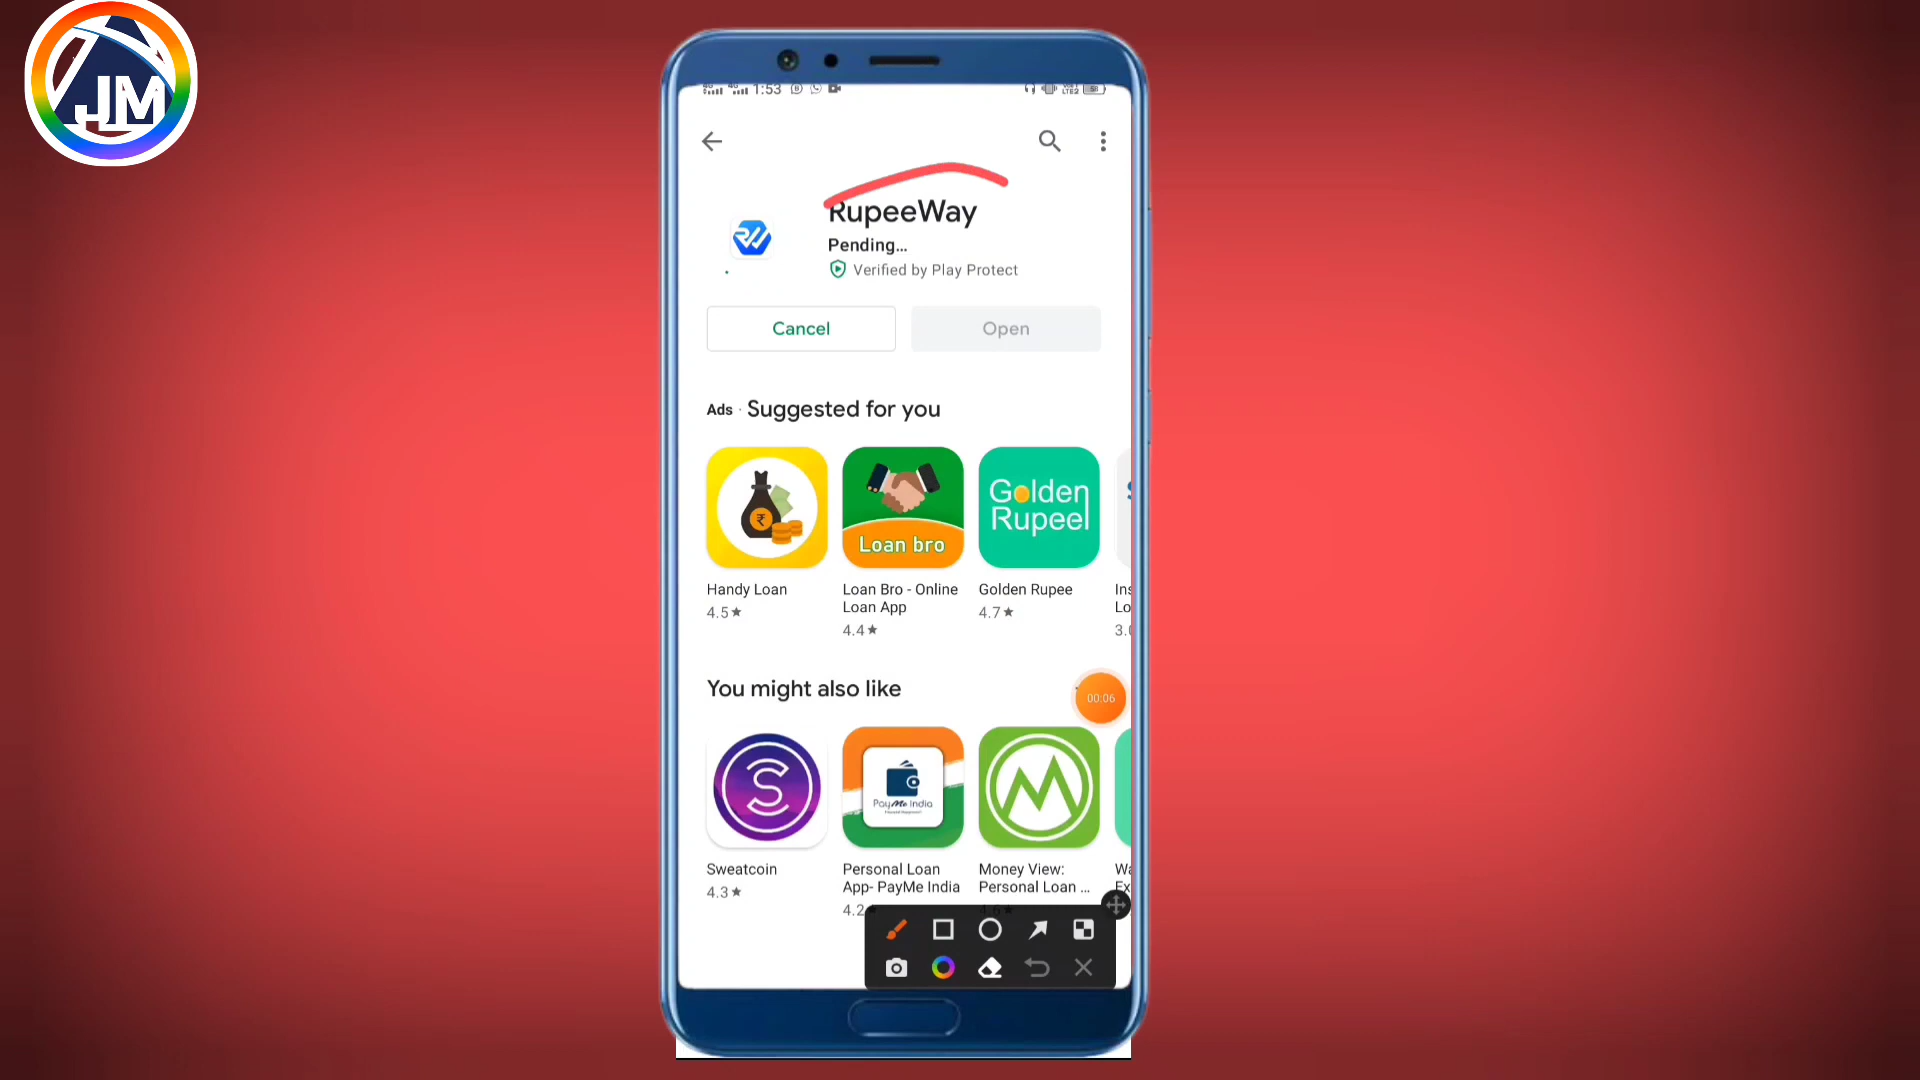 JM
1:53
RupeeWay
Pending...
Verified by Play Protect
Cancel
Open
Ads · Suggested for you
₹
Loan bro
Golden
Rupee
Handy Loan
4.5★
Loan Bro - Online
Loan App
4.4★
Golden Rupee
4.7★
Ins
Lo
3.0
You might also like
00:06
S
PayMe India
M
Sweatcoin
4.3★
Personal Loan
App- PayMe India
4.2
Money View:
Personal Loan ...
4.6★
Wa
Ex